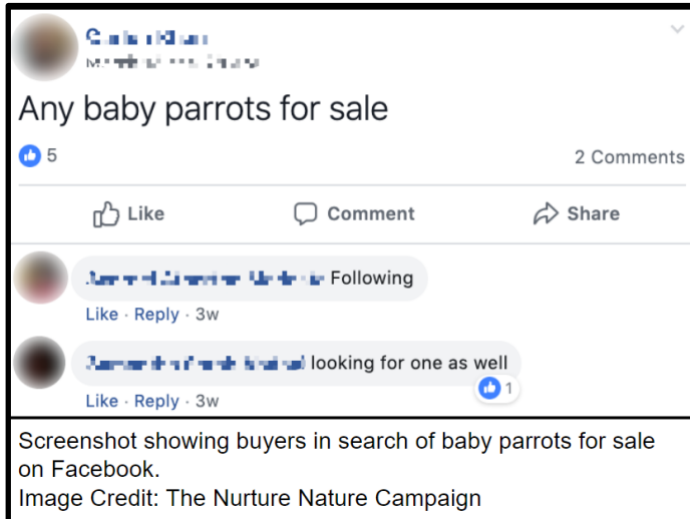 Any baby parrots for sale
5
2 Comments
Like
Comment
Share
Following
Like · Reply · 3w
looking for one as well
1
Like · Reply · 3w
Screenshot showing buyers in search of baby parrots for sale
on Facebook.
Image Credit: The Nurture Nature Campaign